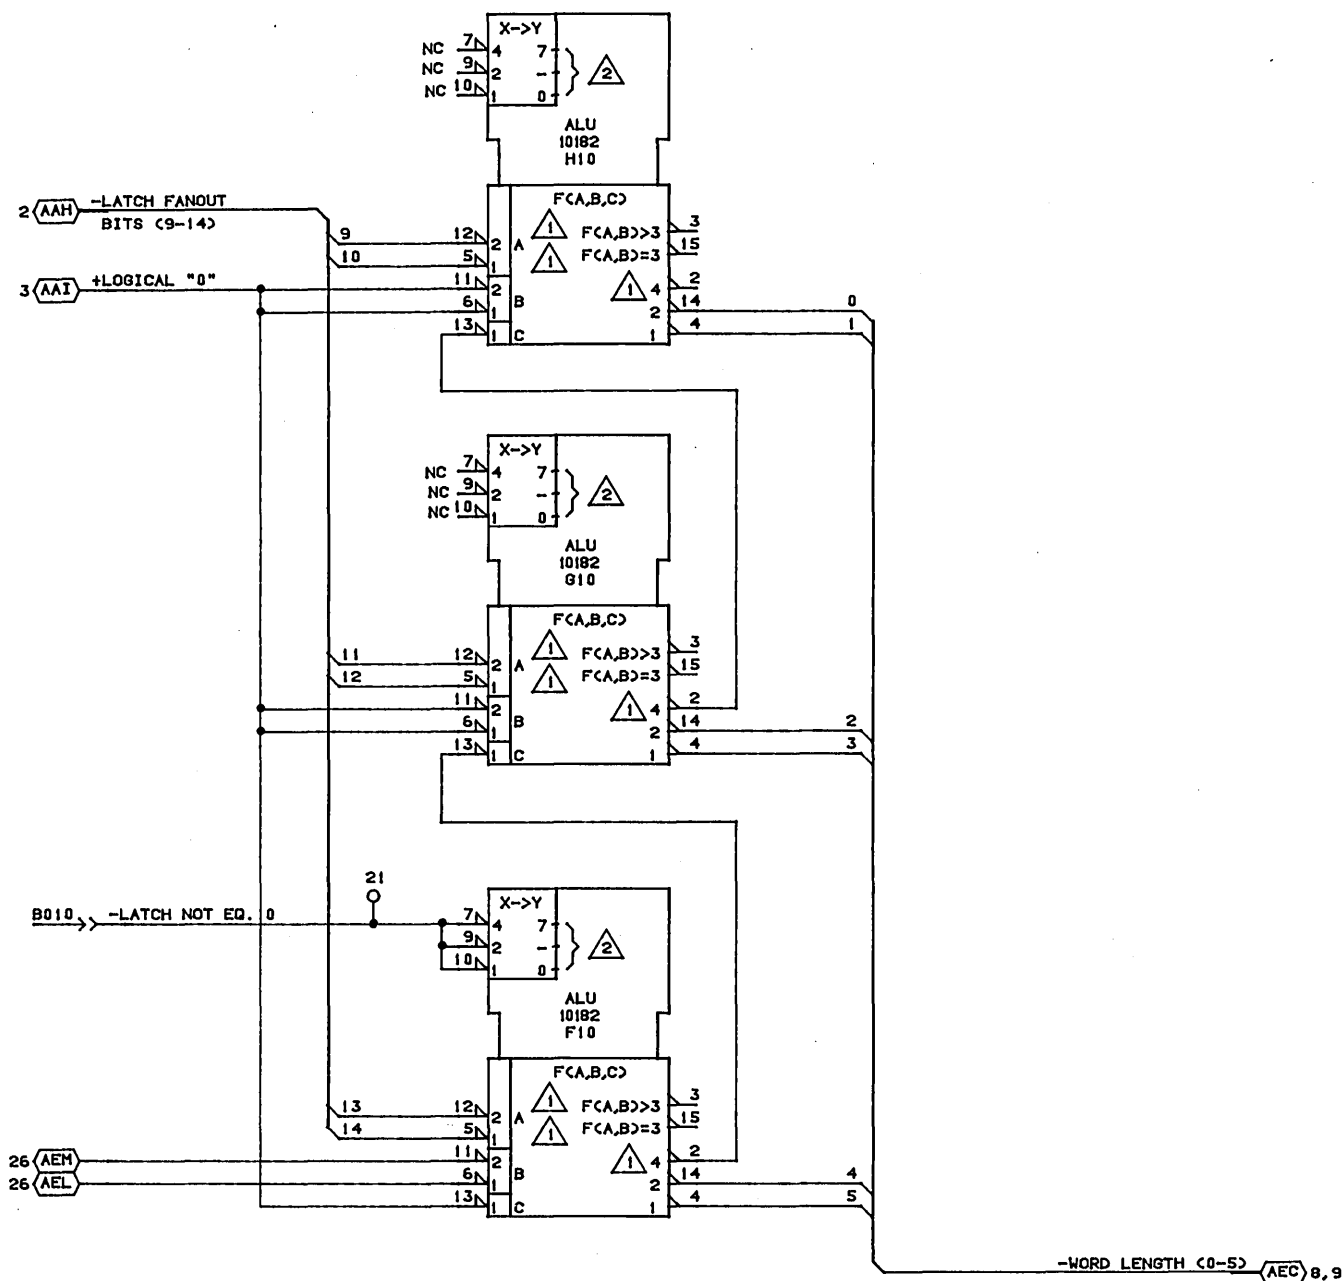 X->Y
NC 7 4 7
NC 9 2 - 2
NC 10 1 0
ALU
10182
H10
2 AAH -LATCH FANOUT
BITS (9-14)
F(A,B,C)
9 12 2 A 1 F(A,B)>3 3
10 5 1 1 F(A,B)=3 15
3 AAI +LOGICAL "0"
11 2 1 4 2
6 1 B 2 14 0
13 1 C 1 4 1
X->Y
NC 7 4 7
NC 9 2 - 2
NC 10 1 0
ALU
10182
G10
F(A,B,C)
11 12 2 A 1 F(A,B)>3 3
12 5 1 1 F(A,B)=3 15
11 2 1 4 2
6 1 B 2 14 2
13 1 C 1 4 3
21
X->Y
B010 -LATCH NOT EQ. 0 7 4 7
9 2 - 2
10 1 0
ALU
10182
F10
F(A,B,C)
13 12 2 A 1 F(A,B)>3 3
14 5 1 1 F(A,B)=3 15
26 AEM 11 2 1 4 2
26 AEL 6 1 B 2 14 4
13 1 C 1 4 5
-WORD LENGTH (0-5) AEC 8,9